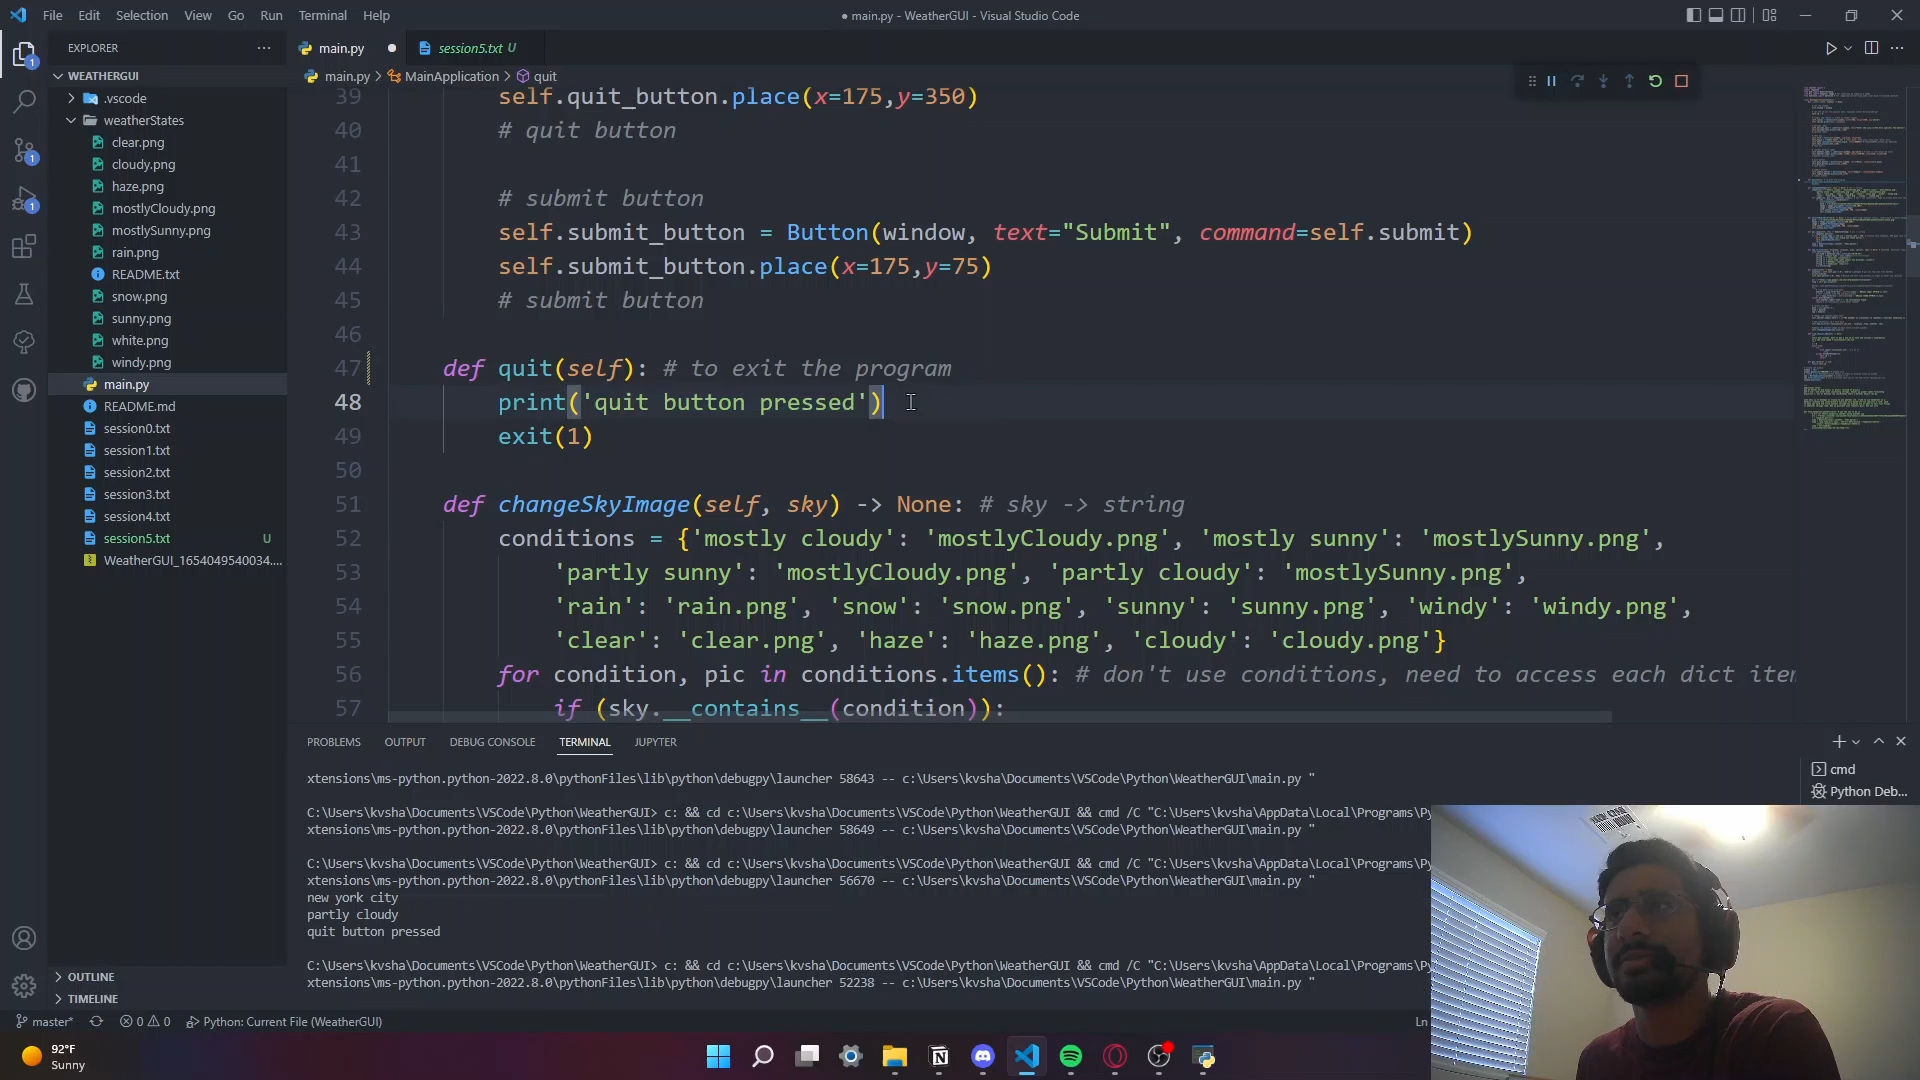 File Edit Selection View Go Run Terminal Help
● main.py - WeatherGUI - Visual Studio Code
EXPLORER
main.py
session5.txt U
WEATHERGUI
main.py > MainApplication > quit
.vscode
weatherStates
clear.png
cloudy.png
haze.png
mostlyCloudy.png
mostlySunny.png
rain.png
README.txt
snow.png
sunny.png
white.png
windy.png
main.py
README.md
session0.txt
session1.txt
session2.txt
session3.txt
session4.txt
session5.txt U
WeatherGUI_1654049540034....
OUTLINE
TIMELINE
39 self.quit_button.place(x=175,y=350)
40 # quit button
41
42 # submit button
43 self.submit_button = Button(window, text="Submit", command=self.submit)
44 self.submit_button.place(x=175,y=75)
45 # submit button
46
47 def quit(self): # to exit the program
48 print('quit button pressed')
49 exit(1)
50
51 def changeSkyImage(self, sky) -> None: # sky -> string
52 conditions = {'mostly cloudy': 'mostlyCloudy.png', 'mostly sunny': 'mostlySunny.png',
53 'partly sunny': 'mostlyCloudy.png', 'partly cloudy': 'mostlySunny.png',
54 'rain': 'rain.png', 'snow': 'snow.png', 'sunny': 'sunny.png', 'windy': 'windy.png',
55 'clear': 'clear.png', 'haze': 'haze.png', 'cloudy': 'cloudy.png'}
56 for condition, pic in conditions.items(): # don't use conditions, need to access each dict item
57 if (sky.__contains__(condition)):
PROBLEMS OUTPUT DEBUG CONSOLE TERMINAL JUPYTER
cmd
Python Deb...
xtensions\ms-python.python-2022.8.0\pythonFiles\lib\python\debugpy\launcher 58643 -- c:\Users\kvsha\Documents\VSCode\Python\WeatherGUI\main.py "
C:\Users\kvsha\Documents\VSCode\Python\WeatherGUI> c: && cd c:\Users\kvsha\Documents\VSCode\Python\WeatherGUI && cmd /C "C:\Users\kvsha\AppData\Local\Programs\Py
xtensions\ms-python.python-2022.8.0\pythonFiles\lib\python\debugpy\launcher 58649 -- c:\Users\kvsha\Documents\VSCode\Python\WeatherGUI\main.py "
C:\Users\kvsha\Documents\VSCode\Python\WeatherGUI> c: && cd c:\Users\kvsha\Documents\VSCode\Python\WeatherGUI && cmd /C "C:\Users\kvsha\AppData\Local\Programs\Py
xtensions\ms-python.python-2022.8.0\pythonFiles\lib\python\debugpy\launcher 56670 -- c:\Users\kvsha\Documents\VSCode\Python\WeatherGUI\main.py "
new york city
partly cloudy
quit button pressed
C:\Users\kvsha\Documents\VSCode\Python\WeatherGUI> c: && cd c:\Users\kvsha\Documents\VSCode\Python\WeatherGUI && cmd /C "C:\Users\kvsha\AppData\Local\Programs\Py
xtensions\ms-python.python-2022.8.0\pythonFiles\lib\python\debugpy\launcher 52238 -- c:\Users\kvsha\Documents\VSCode\Python\WeatherGUI\main.py "
master* 0 0 Python: Current File (WeatherGUI) Ln
92°F
Sunny